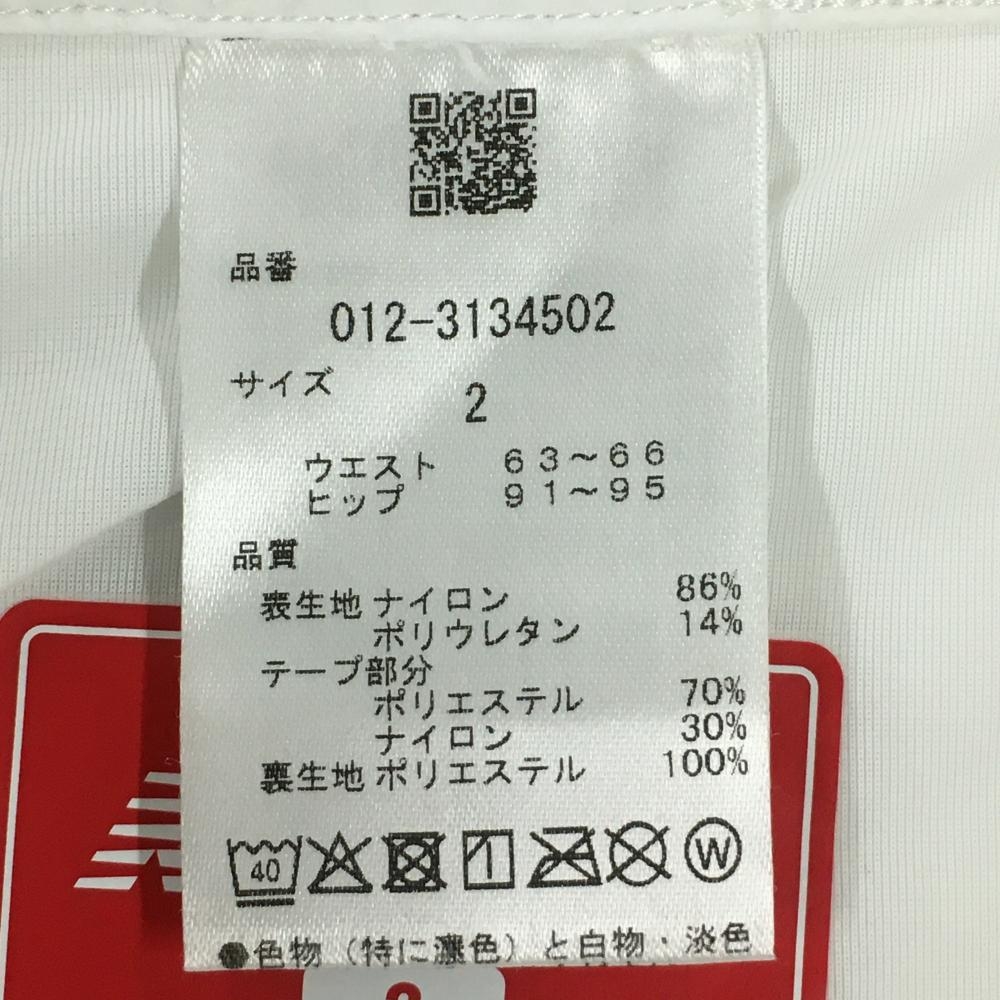 品番
012-3134502
サイズ
2
ウエスト 63～66
ヒップ 91～95
品質
表生地 ナイロン 86%
ポリウレタン 14%
テープ部分
ポリエステル 70%
ナイロン 30%
裏生地 ポリエステル 100%
40
W
●色物（特に濃色）と白物・淡色